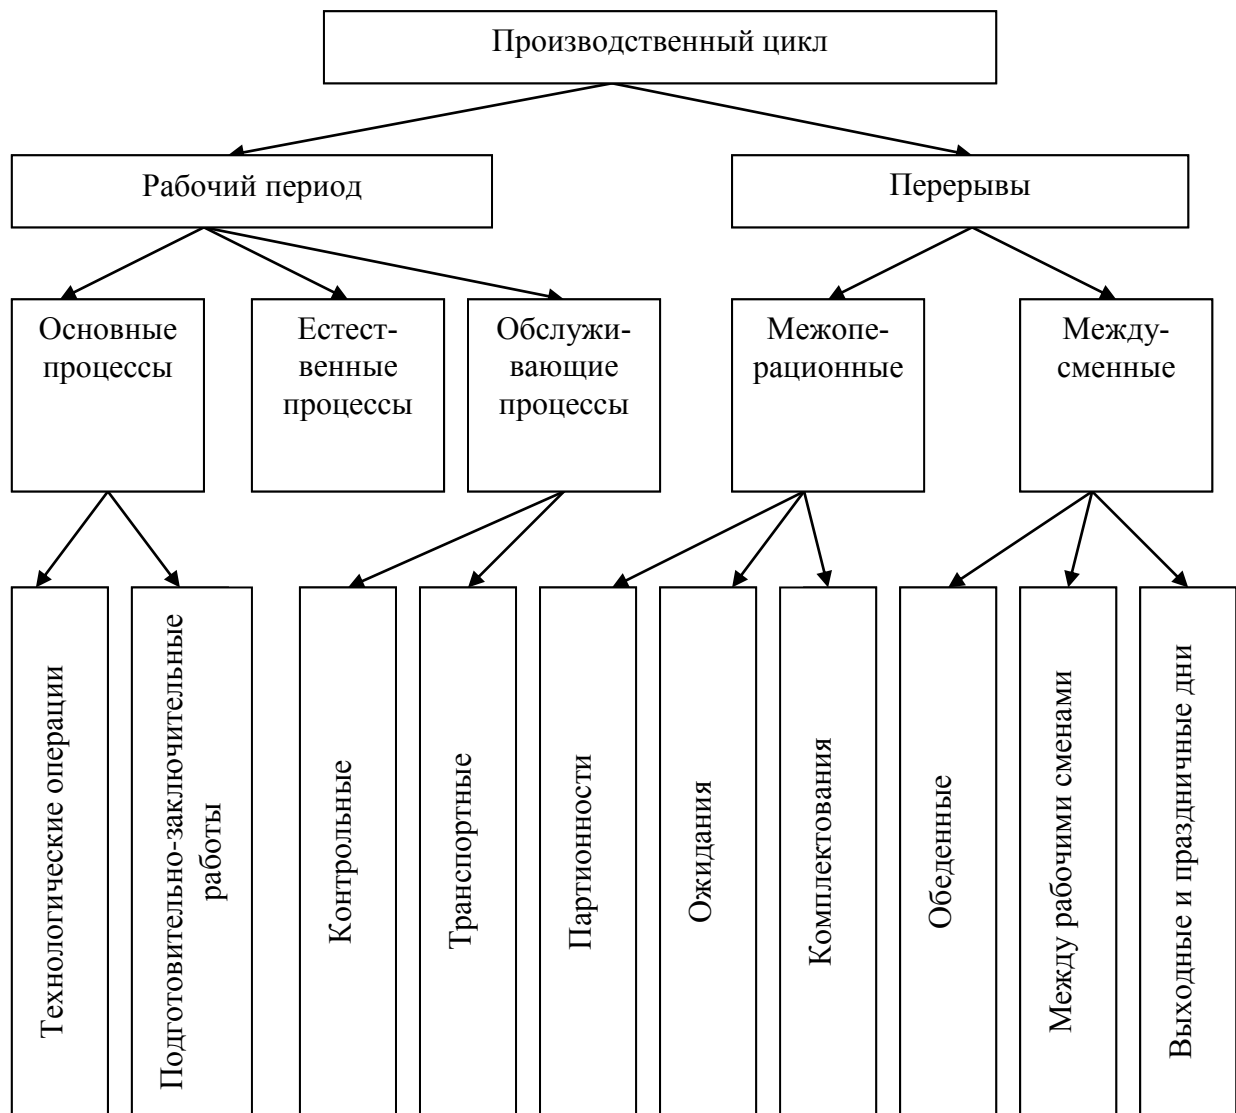 Производственный цикл
Рабочий период
Перерывы
Основные
процессы
Естест-
венные
процессы
Обслужи-
вающие
процессы
Межопе-
рационные
Между-
сменные
Технологические операции
Подготовительно-заключительные
работы
Контрольные
Транспортные
Партионности
Ожидания
Комплектования
Обеденные
Между рабочими сменами
Выходные и праздничные дни